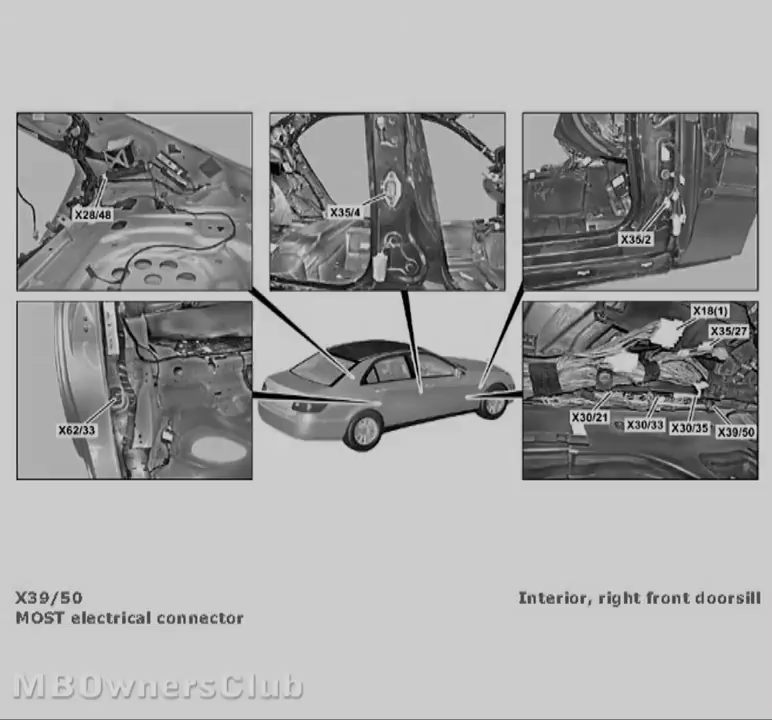 X28/48
X35/4
X35/2
X62/33
X18(1)
X35/27
X30/21
X30/33
X30/35
X39/50
X39/50
MOST electrical connector
Interior, right front doorsill
MBOwnersClub